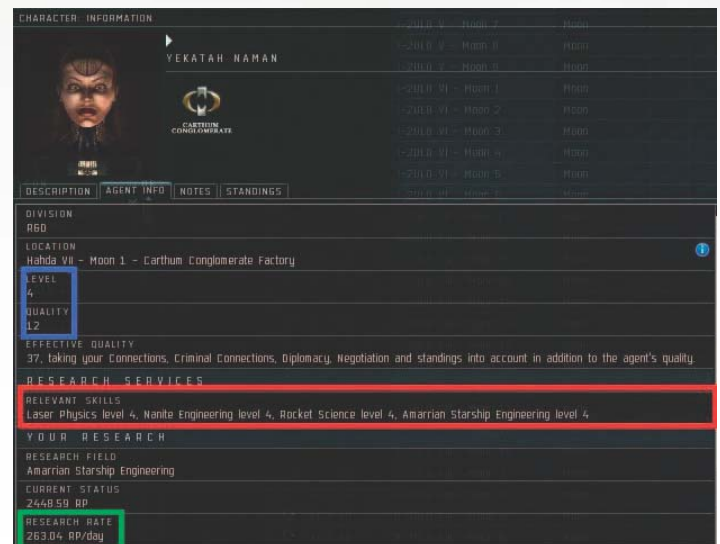 CHARACTER: INFORMATION
YEKATAH NAMAN
CARTHUM
CONGLOMERATE
DESCRIPTION AGENT INFO NOTES STANDINGS
DIVISION
R&D
LOCATION
Hahda VII - Moon 1 - Carthum Conglomerate Factory
LEVEL
4
QUALITY
12
EFFECTIVE QUALITY
37, taking your Connections, Criminal Connections, Diplomacy, Negotiation and standings into account in addition to the agent's quality.
RESEARCH SERVICES
RELEVANT SKILLS
Laser Physics level 4, Nanite Engineering level 4, Rocket Science level 4, Amarrian Starship Engineering level 4
YOUR RESEARCH
RESEARCH FIELD
Amarrian Starship Engineering
CURRENT STATUS
2448.59 RP
RESEARCH RATE
263.04 RP/day